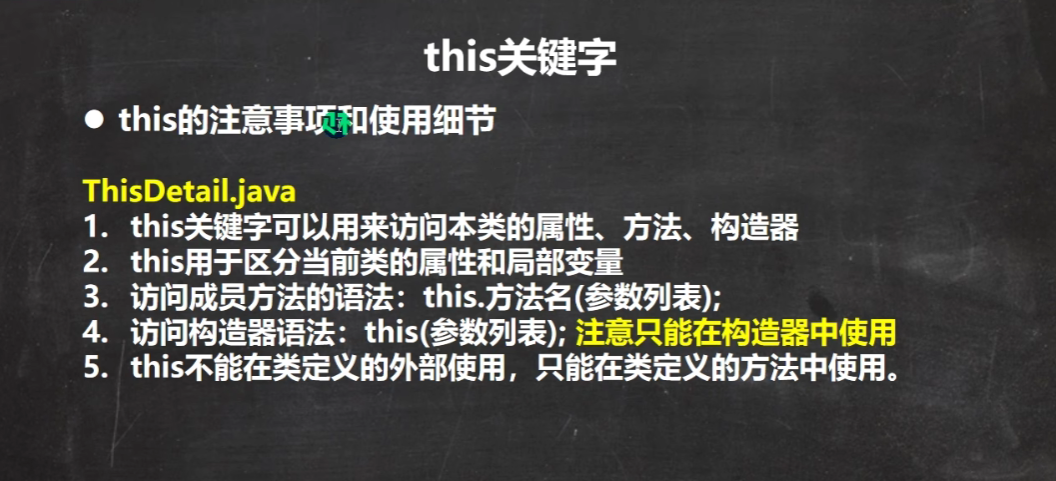 this关键字
● this的注意事项和使用细节
ThisDetail.java
1. this关键字可以用来访问本类的属性、方法、构造器
2. this用于区分当前类的属性和局部变量
3. 访问成员方法的语法：this.方法名(参数列表);
4. 访问构造器语法：this(参数列表); 注意只能在构造器中使用
5. this不能在类定义的外部使用，只能在类定义的方法中使用。